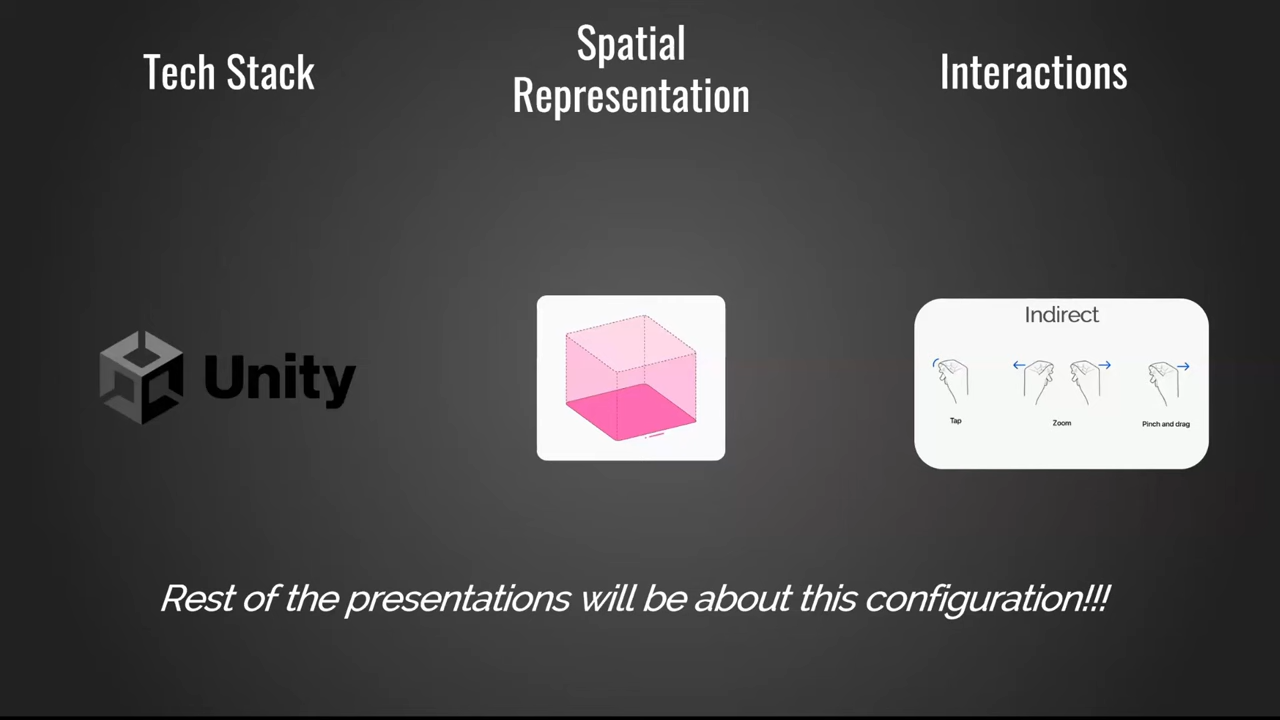 Tech Stack
Spatial
Representation
Interactions
Unity
Indirect
Tap
Zoom
Pinch and drag
Rest of the presentations will be about this configuration!!!